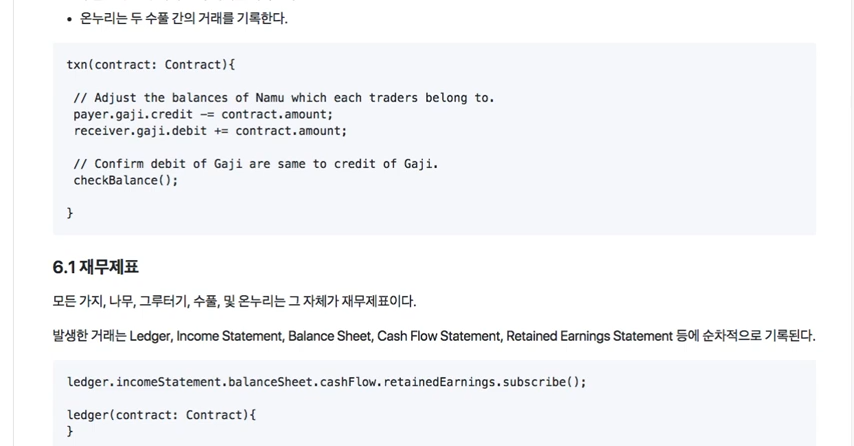 • 온누리는 두 수풀 간의 거래를 기록한다.
txn(contract: Contract){
// Adjust the balances of Namu which each traders belong to.
payer.gaji.credit -= contract.amount;
receiver.gaji.debit += contract.amount;
// Confirm debit of Gaji are same to credit of Gaji.
checkBalance();
}
6.1 재무제표
모든 가지, 나무, 그루터기, 수풀, 및 온누리는 그 자체가 재무제표이다.
발생한 거래는 Ledger, Income Statement, Balance Sheet, Cash Flow Statement, Retained Earnings Statement 등에 순차적으로 기록된다.
ledger.incomeStatement.balanceSheet.cashFlow.retainedEarnings.subscribe();
ledger(contract: Contract){
}